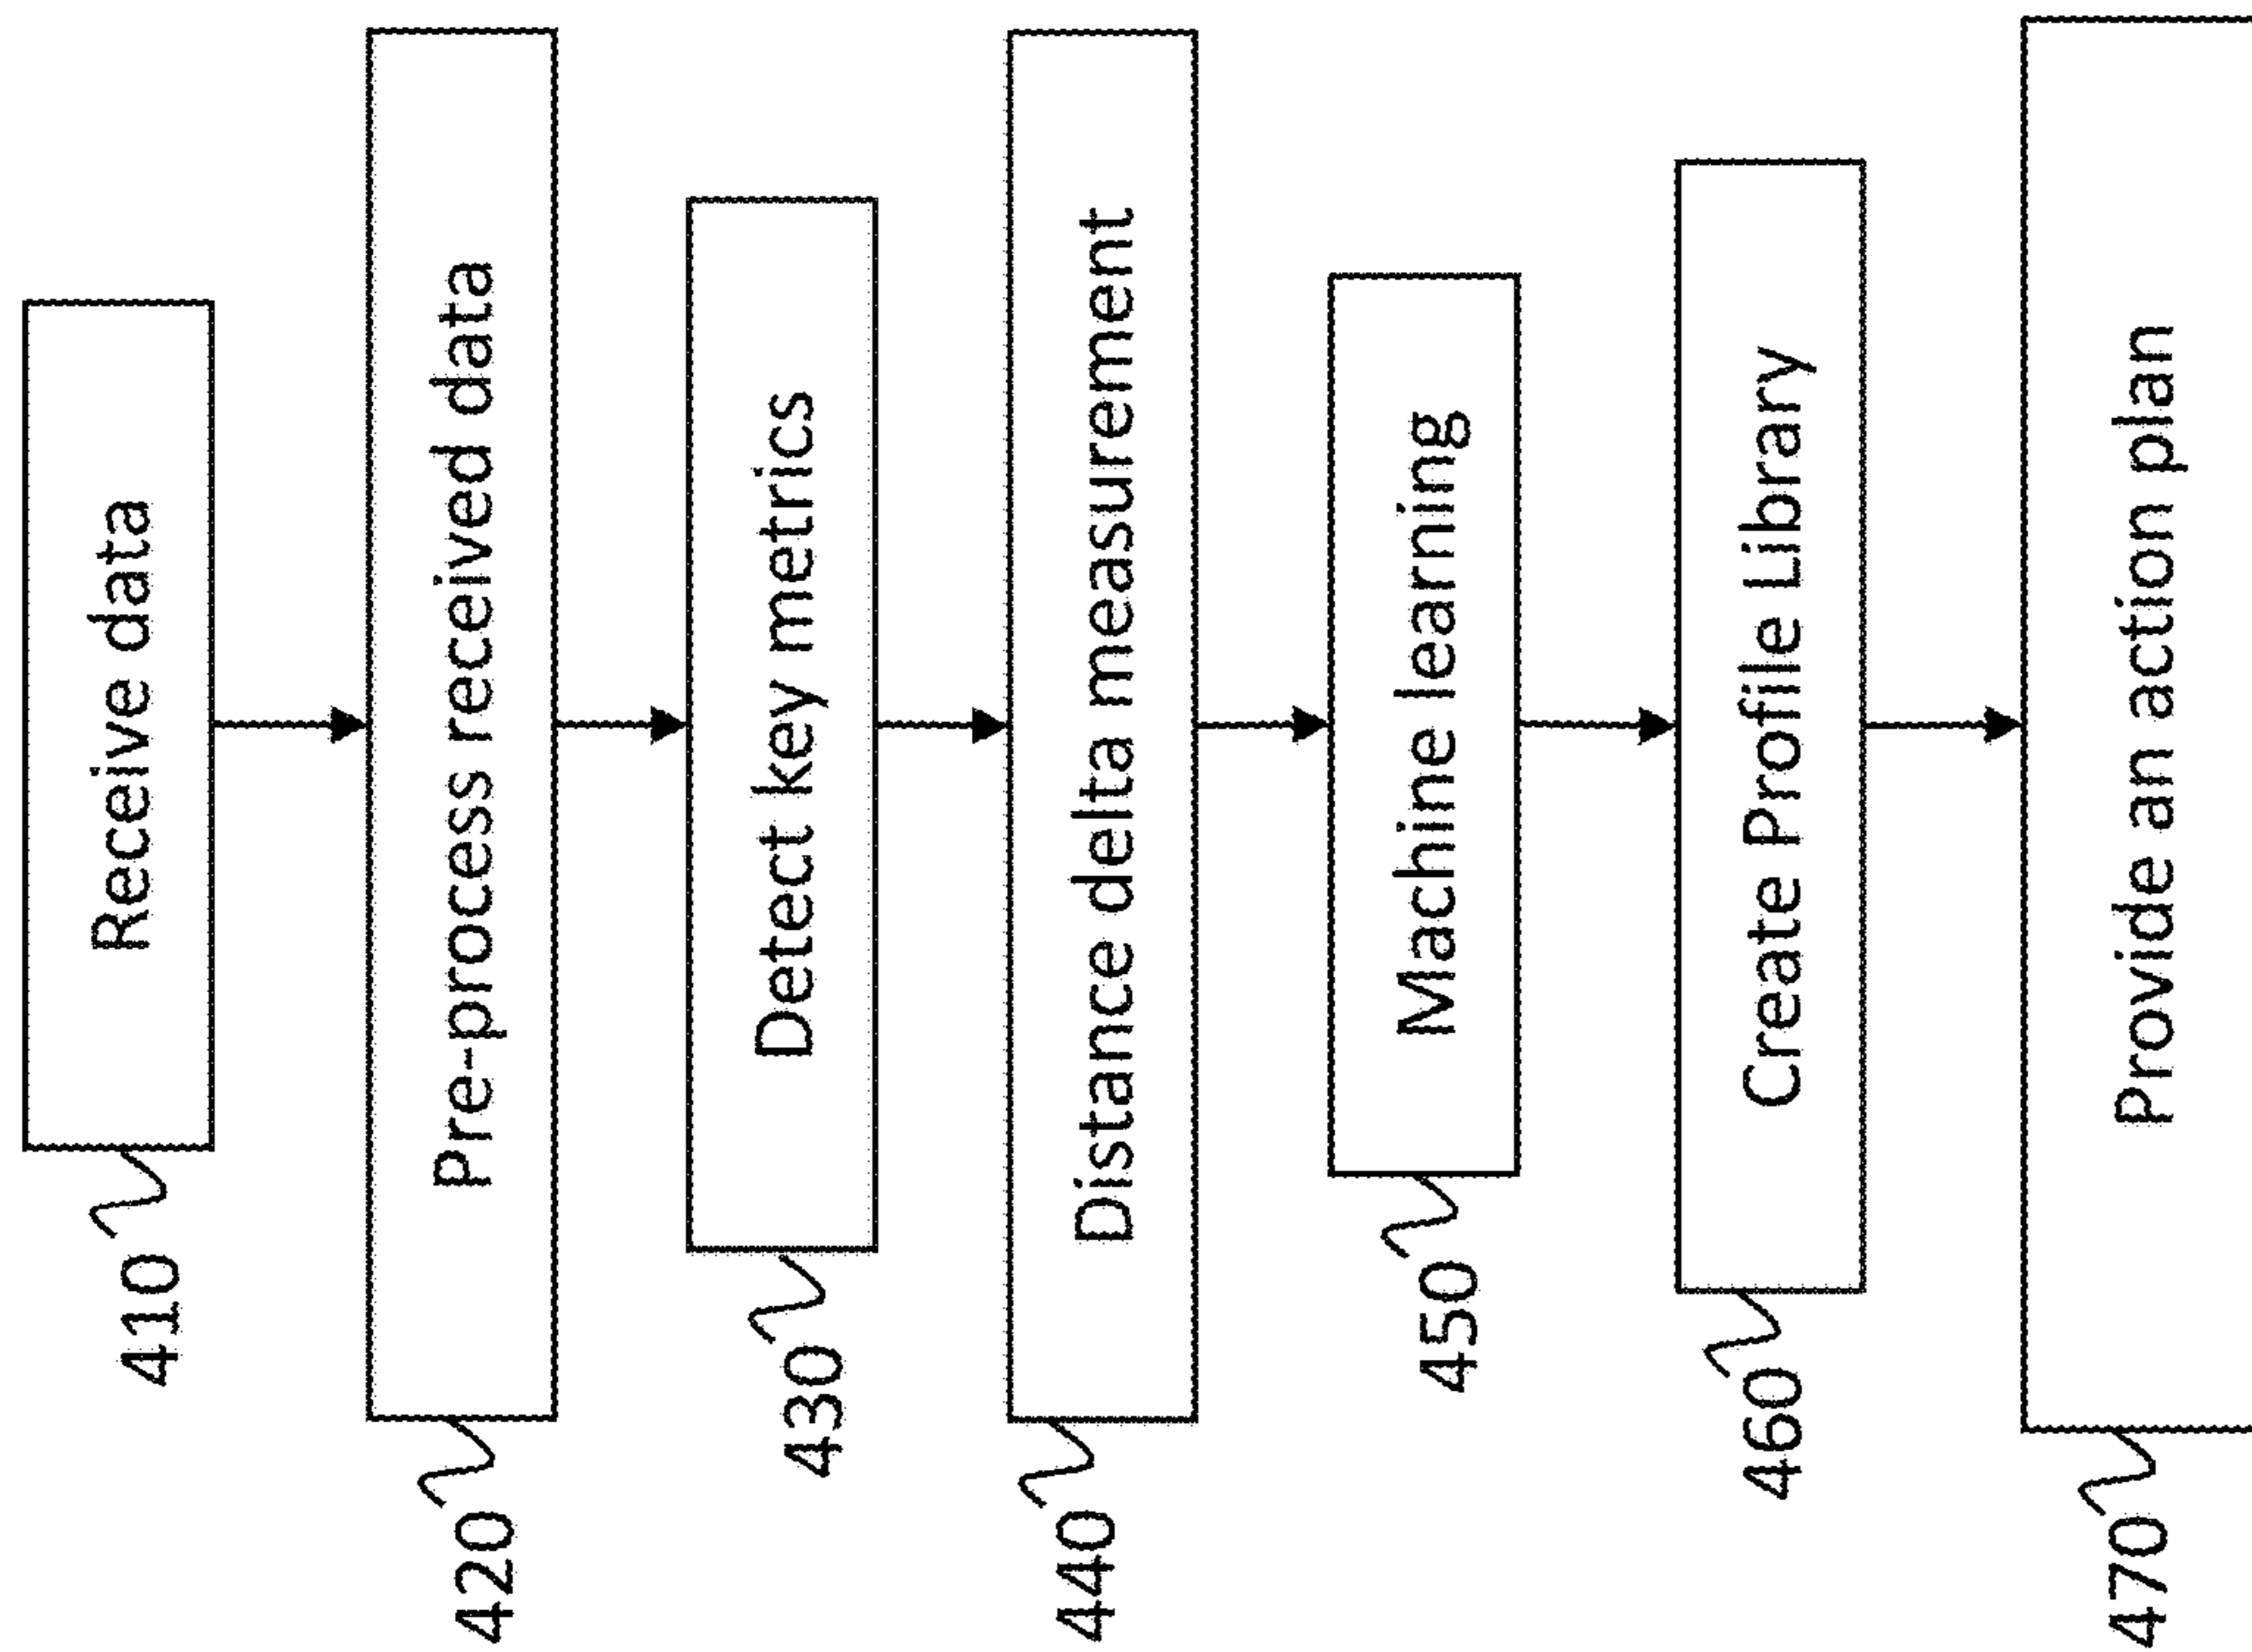 410
Receive data
420
Pre-process received data
430
Detect key metrics
440
Distance delta measurement
450
Machine learning
460
Create Profile Library
470
Provide an action plan